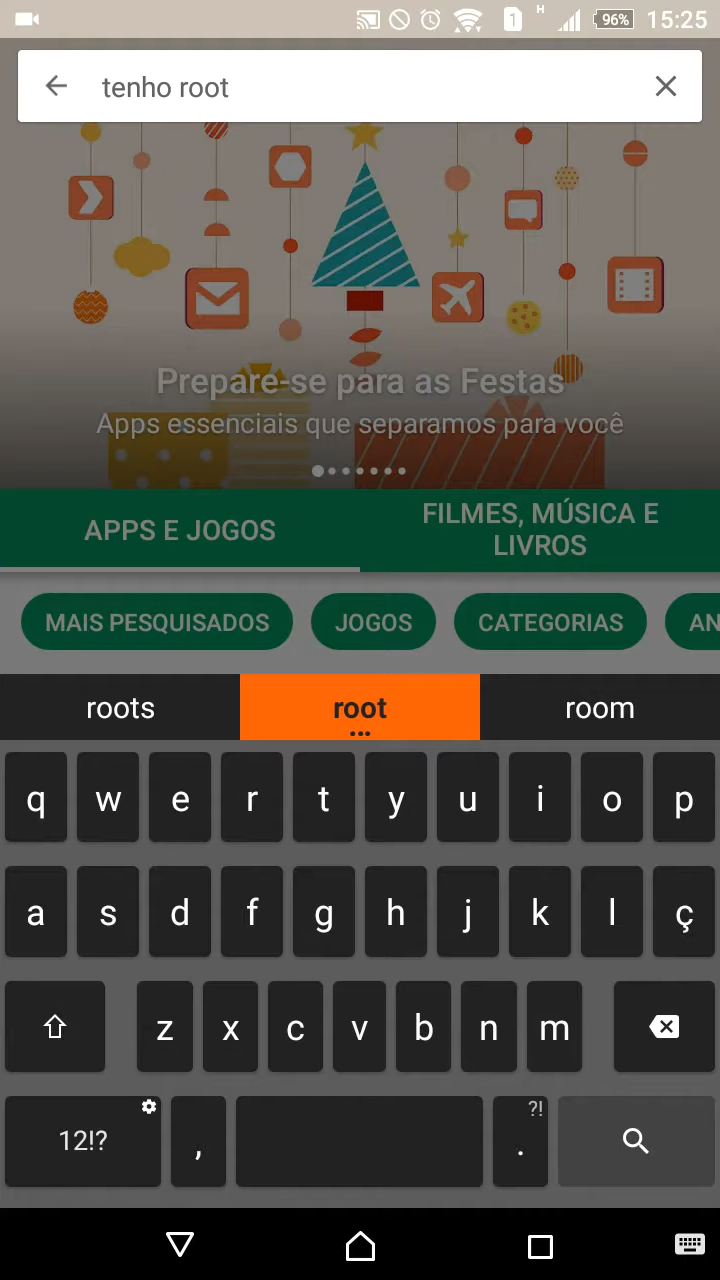 1 H 96% 15:25
tenho root
Prepare-se para as Festas
Apps essenciais que separamos para você
APPS E JOGOS
FILMES, MÚSICA E
LIVROS
MAIS PESQUISADOS JOGOS CATEGORIAS AN
roots root room
q w e r t y u i o p
a s d f g h j k l ç
z x c v b n m
12!? , . ?!